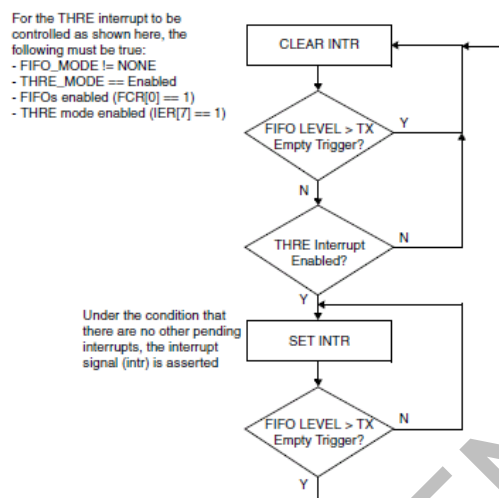 For the THRE interrupt to be
controlled as shown here, the
following must be true:
- FIFO_MODE != NONE
- THRE_MODE == Enabled
- FIFOs enabled (FCR[0] == 1)
- THRE mode enabled (IER[7] == 1)
CLEAR INTR
FIFO LEVEL > TX
Empty Trigger?
Y
N
THRE Interrupt
Enabled?
N
Y
Under the condition that
there are no other pending
interrupts, the interrupt
signal (intr) is asserted
SET INTR
FIFO LEVEL > TX
Empty Trigger?
N
Y